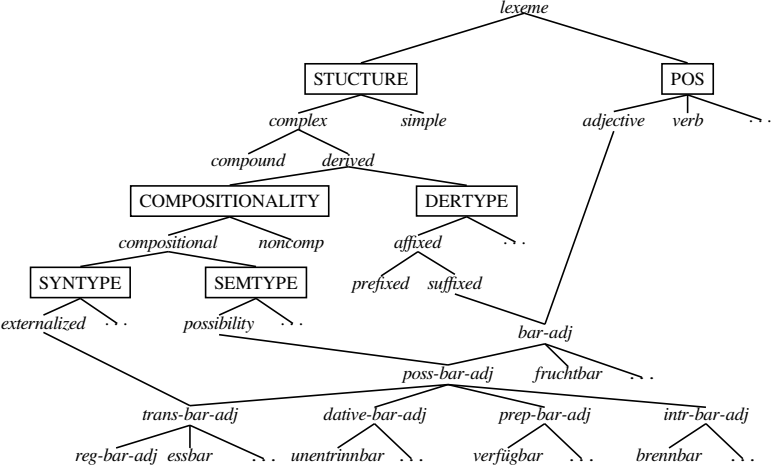 lexeme
STUCTURE POS
complex simple adjective verb . . .
compound derived
COMPOSITIONALITY DERTYPE
compositional noncomp affixed . . .
SYNTYPE SEMTYPE prefixed suffixed
externalized . . . possibility . . . bar-adj
poss-bar-adj fruchtbar . . .
trans-bar-adj dative-bar-adj prep-bar-adj intr-bar-adj
reg-bar-adj essbar . . . unentrinnbar . . . verfügbar . . . brennbar . . .